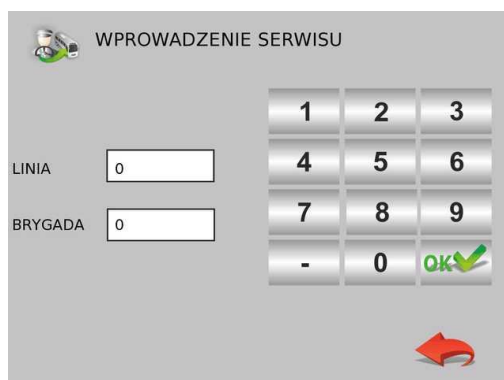 WPROWADZENIE SERWISU
1 2 3
LINIA 0
4 5 6
BRYGADA 0
7 8 9
- 0 OK